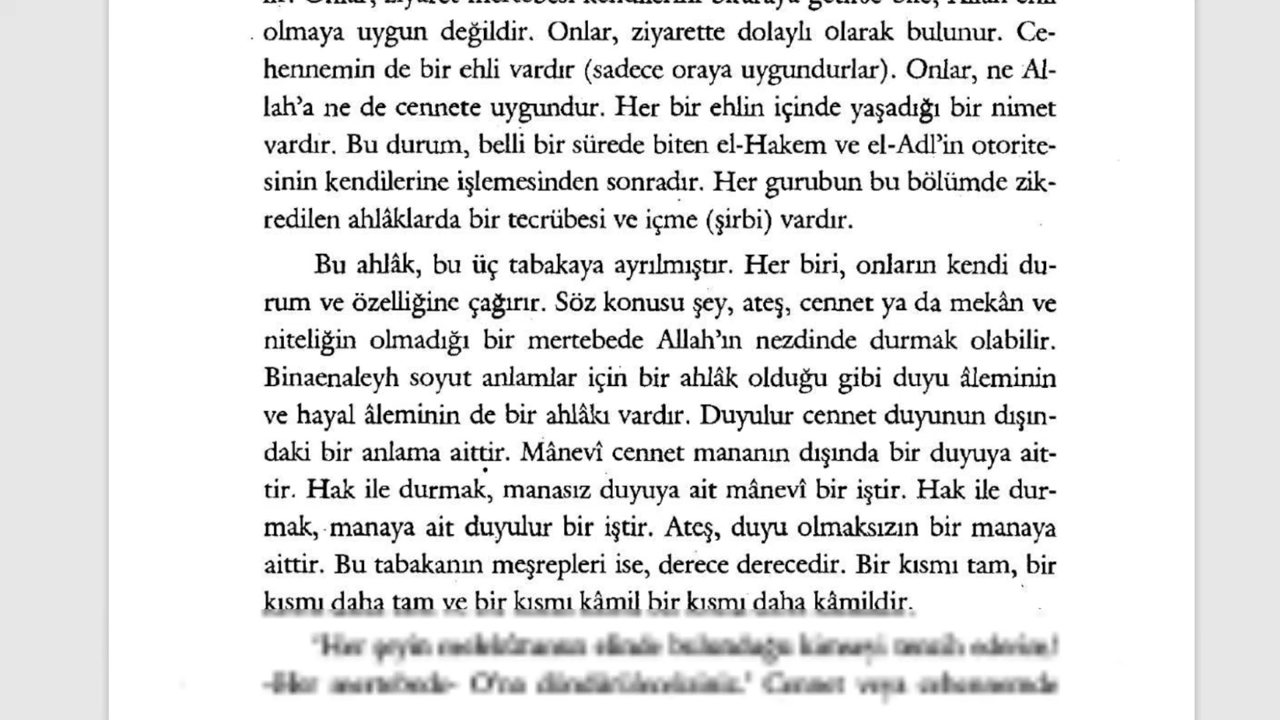 olmaya uygun değildir. Onlar, ziyarette dolaylı olarak bulunur. Ce-
hennemin de bir ehli vardır (sadece oraya uygundurlar). Onlar, ne Al-
lah’a ne de cennete uygundur. Her bir ehlin içinde yaşadığı bir nimet
vardır. Bu durum, belli bir sürede biten el-Hakem ve el-Adl’in otorite-
sinin kendilerine işlemesinden sonradır. Her gurubun bu bölümde zik-
redilen ahlâklarda bir tecrübesi ve içme (şirbi) vardır.
Bu ahlâk, bu üç tabakaya ayrılmıştır. Her biri, onların kendi du-
rum ve özelliğine çağırır. Söz konusu şey, ateş, cennet ya da mekân ve
niteliğin olmadığı bir mertebede Allah’ın nezdinde durmak olabilir.
Binaenaleyh soyut anlamlar için bir ahlâk olduğu gibi duyu âleminin
ve hayal âleminin de bir ahlâkı vardır. Duyulur cennet duyunun dışın-
daki bir anlama aittir. Mânevî cennet mananın dışında bir duyuya ait-
tir. Hak ile durmak, manasız duyuya ait mânevî bir iştir. Hak ile dur-
mak, manaya ait duyulur bir iştir. Ateş, duyu olmaksızın bir manaya
aittir. Bu tabakanın meşrepleri ise, derece derecedir. Bir kısmı tam, bir
kısmı daha tam ve bir kısmı kâmil bir kısmı daha kâmildir.